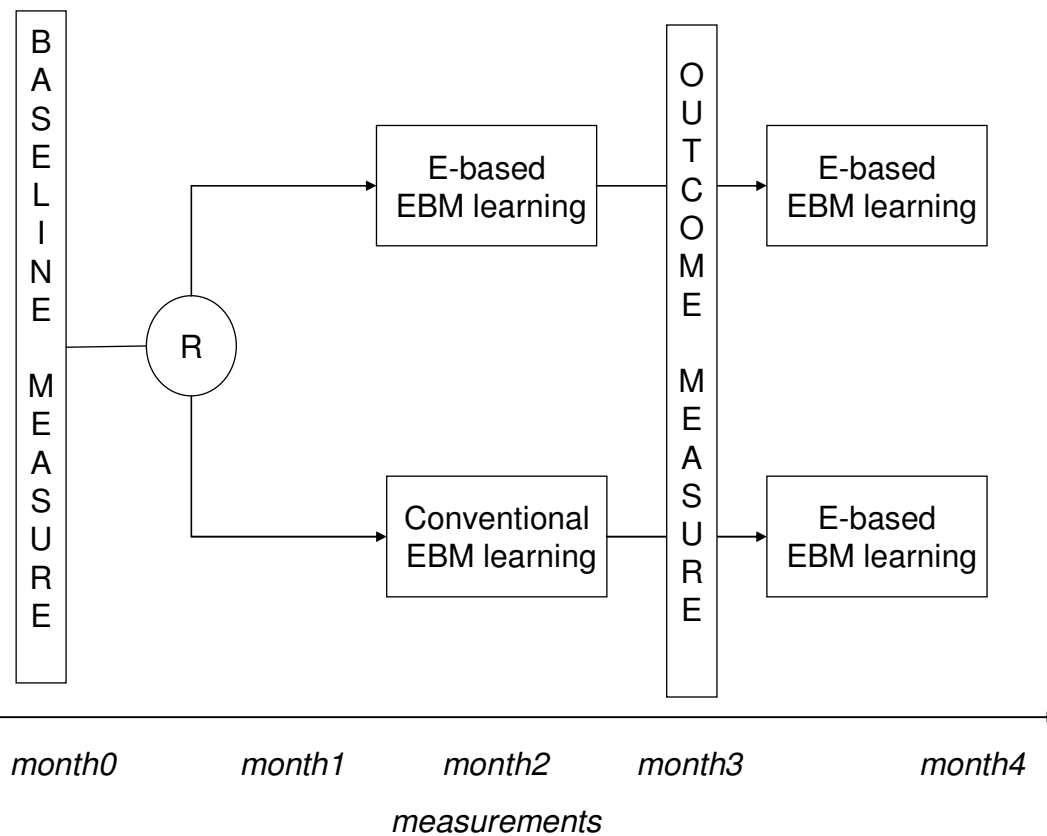 BASELINE MEASURE
R
E-based
EBM learning
Conventional
EBM learning
OUTCOME MEASURE
E-based
EBM learning
E-based
EBM learning
month0 month1 month2 month3 month4
measurements